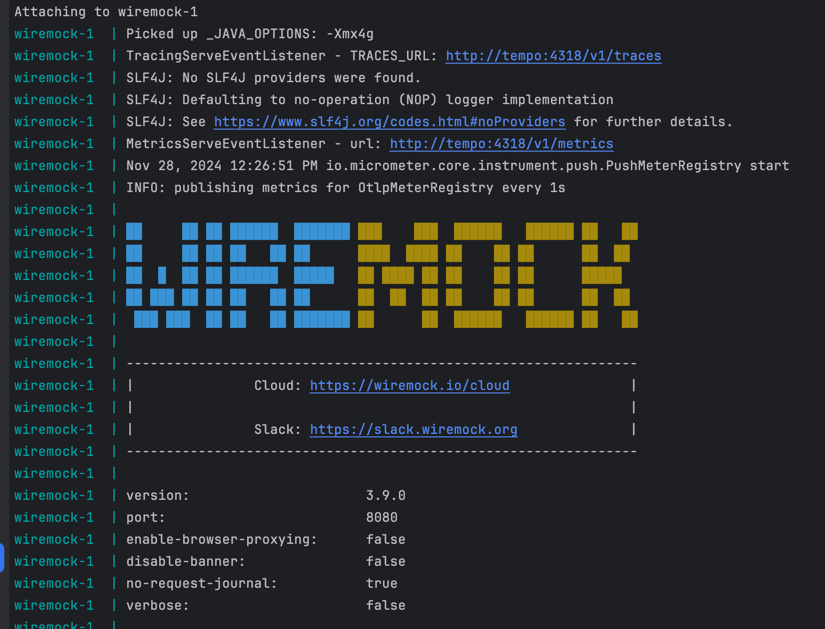 Attaching to wiremock-1
wiremock-1  | Picked up _JAVA_OPTIONS: -Xmx4g
wiremock-1  | TracingServeEventListener - TRACES_URL: http://tempo:4318/v1/traces
wiremock-1  | SLF4J: No SLF4J providers were found.
wiremock-1  | SLF4J: Defaulting to no-operation (NOP) logger implementation
wiremock-1  | SLF4J: See https://www.slf4j.org/codes.html#noProviders for further details.
wiremock-1  | MetricsServeEventListener - url: http://tempo:4318/v1/metrics
wiremock-1  | Nov 28, 2024 12:26:51 PM io.micrometer.core.instrument.push.PushMeterRegistry start
wiremock-1  | INFO: publishing metrics for OtlpMeterRegistry every 1s
wiremock-1  |
wiremock-1  |
wiremock-1  |
wiremock-1  | WIREMOCK
wiremock-1  |
wiremock-1  |
wiremock-1  |
wiremock-1  | ----------------------------------------------------------------
wiremock-1  | |               Cloud: https://wiremock.io/cloud               |
wiremock-1  | |                                                              |
wiremock-1  | |               Slack: https://slack.wiremock.org              |
wiremock-1  | ----------------------------------------------------------------
wiremock-1  |
wiremock-1  | version:                      3.9.0
wiremock-1  | port:                         8080
wiremock-1  | enable-browser-proxying:      false
wiremock-1  | disable-banner:               false
wiremock-1  | no-request-journal:           true
wiremock-1  | verbose:                      false
wiremock-1  |